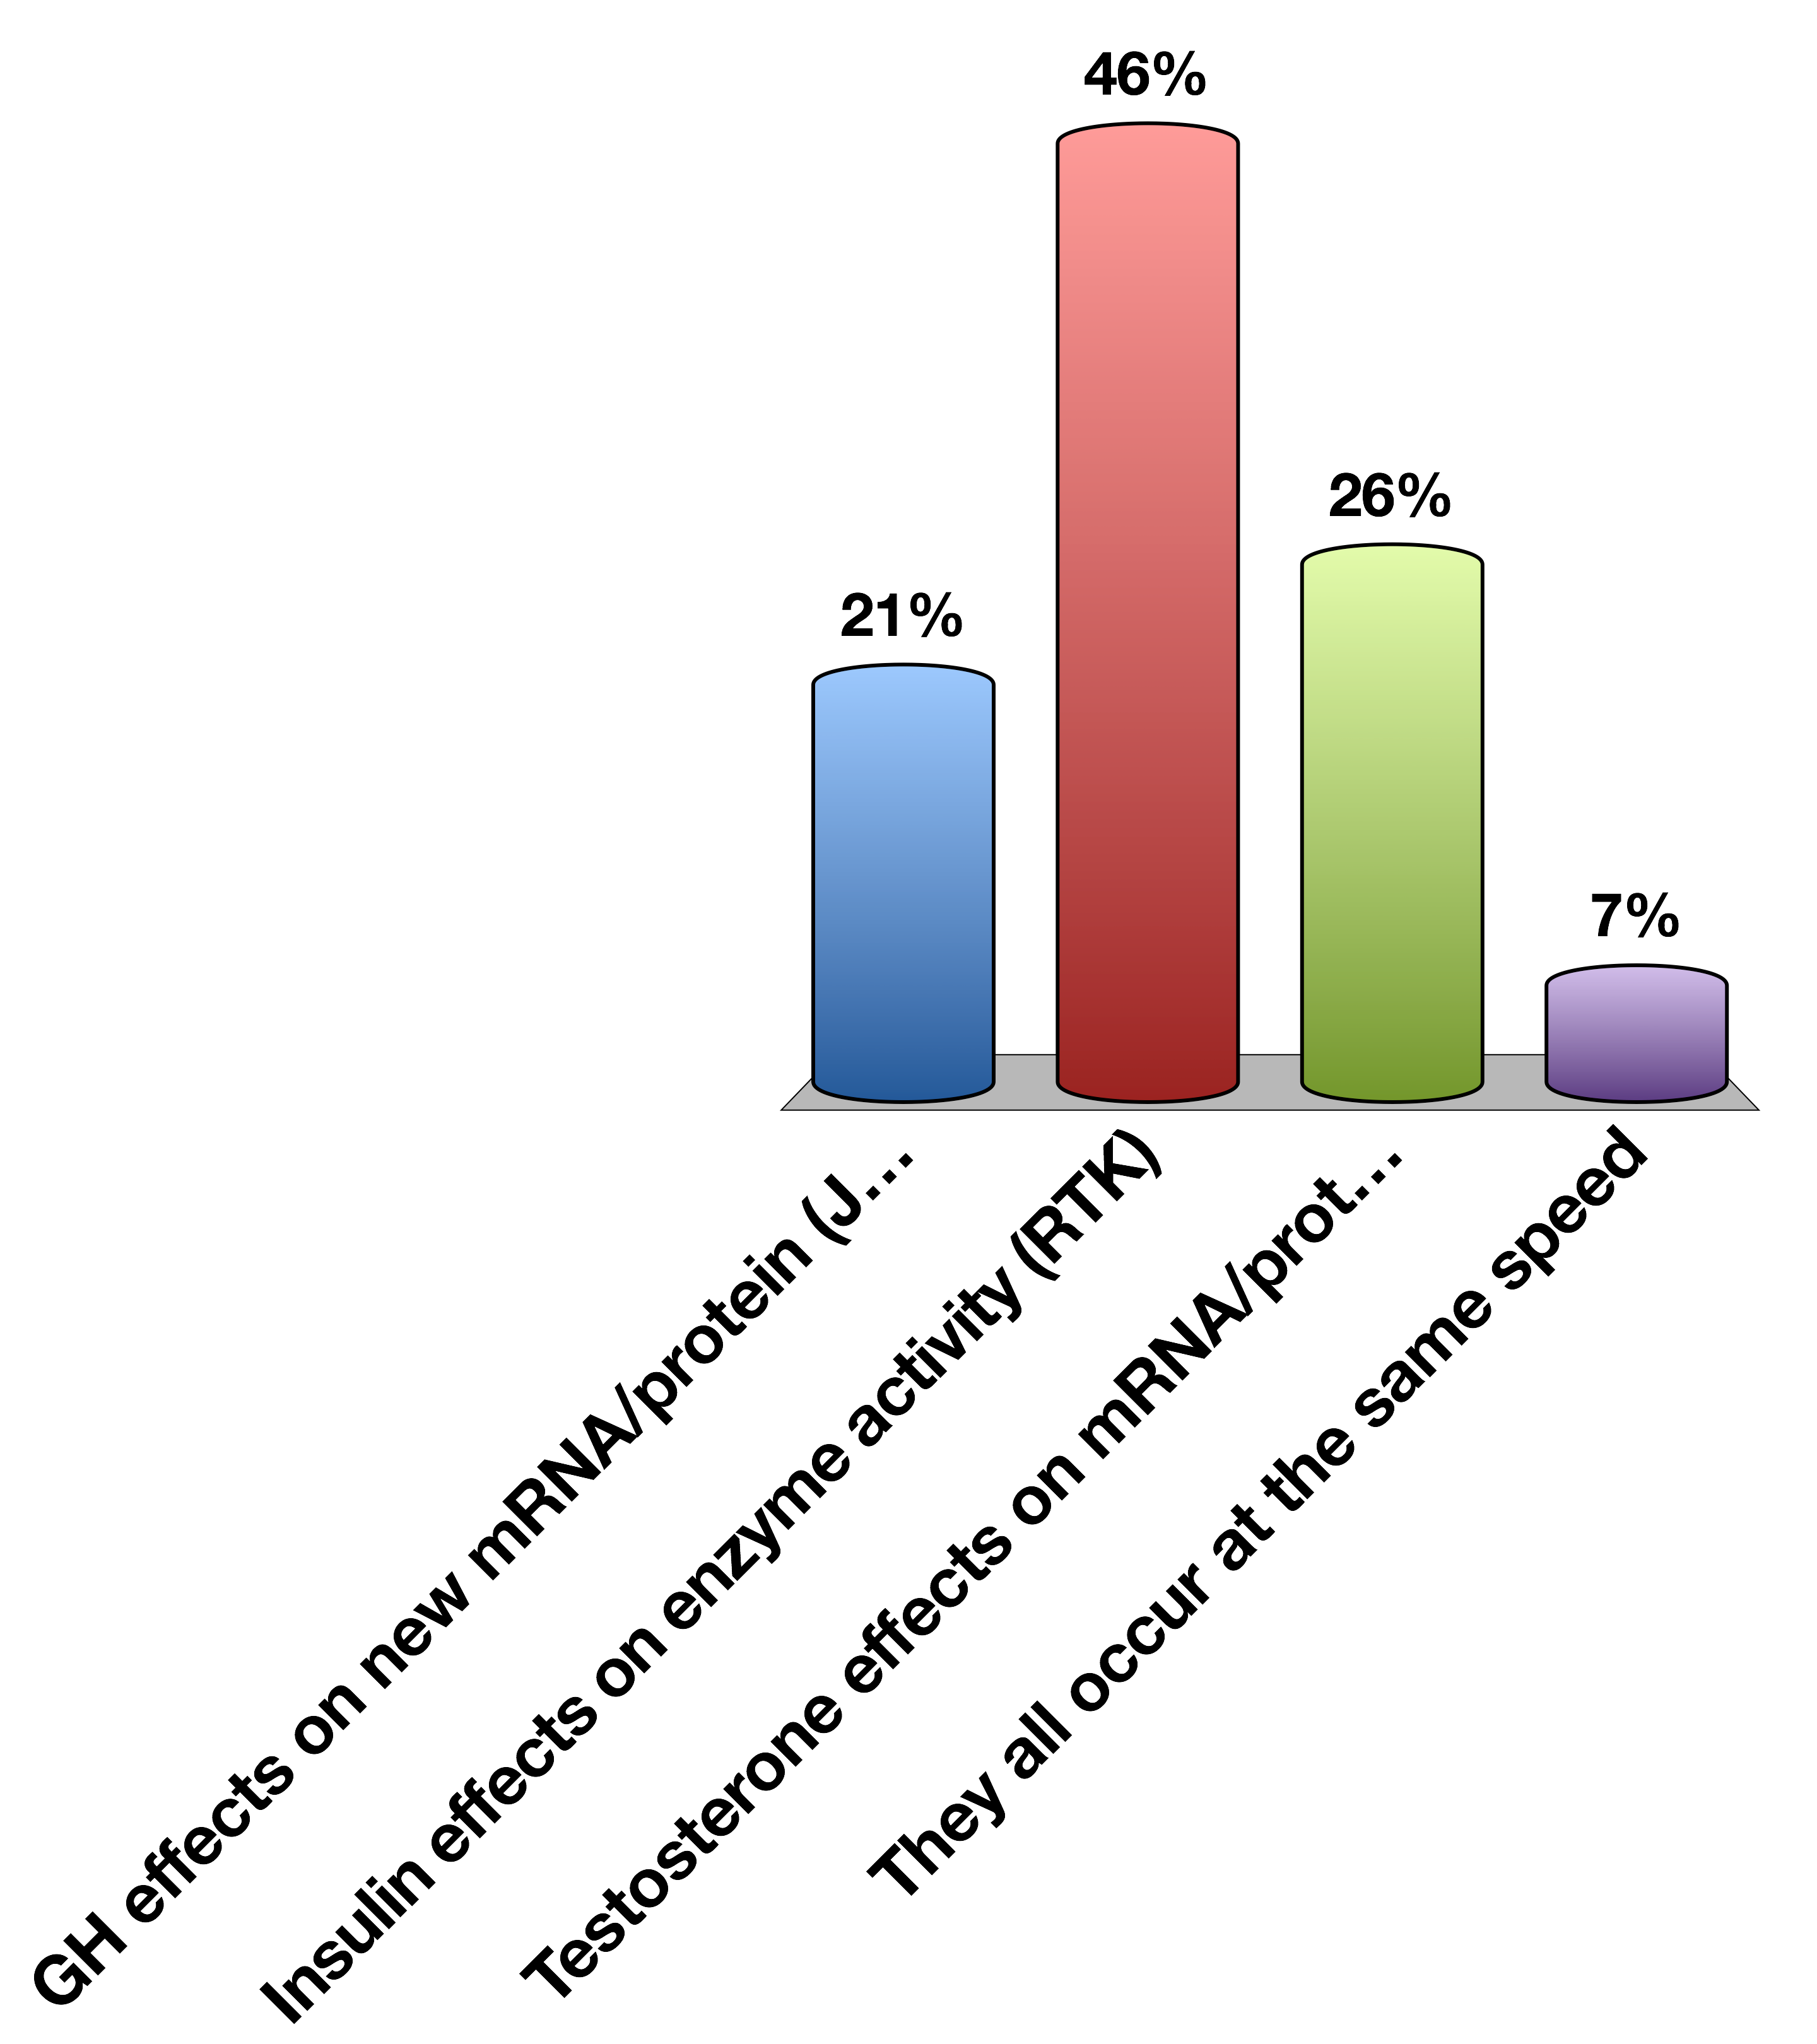 46%
26%
21%
7%
GH effects on new mRNA/protein (J...
Insulin effects on enzyme activity (RTK)
Testosterone effects on mRNA/prot...
They all occur at the same speed